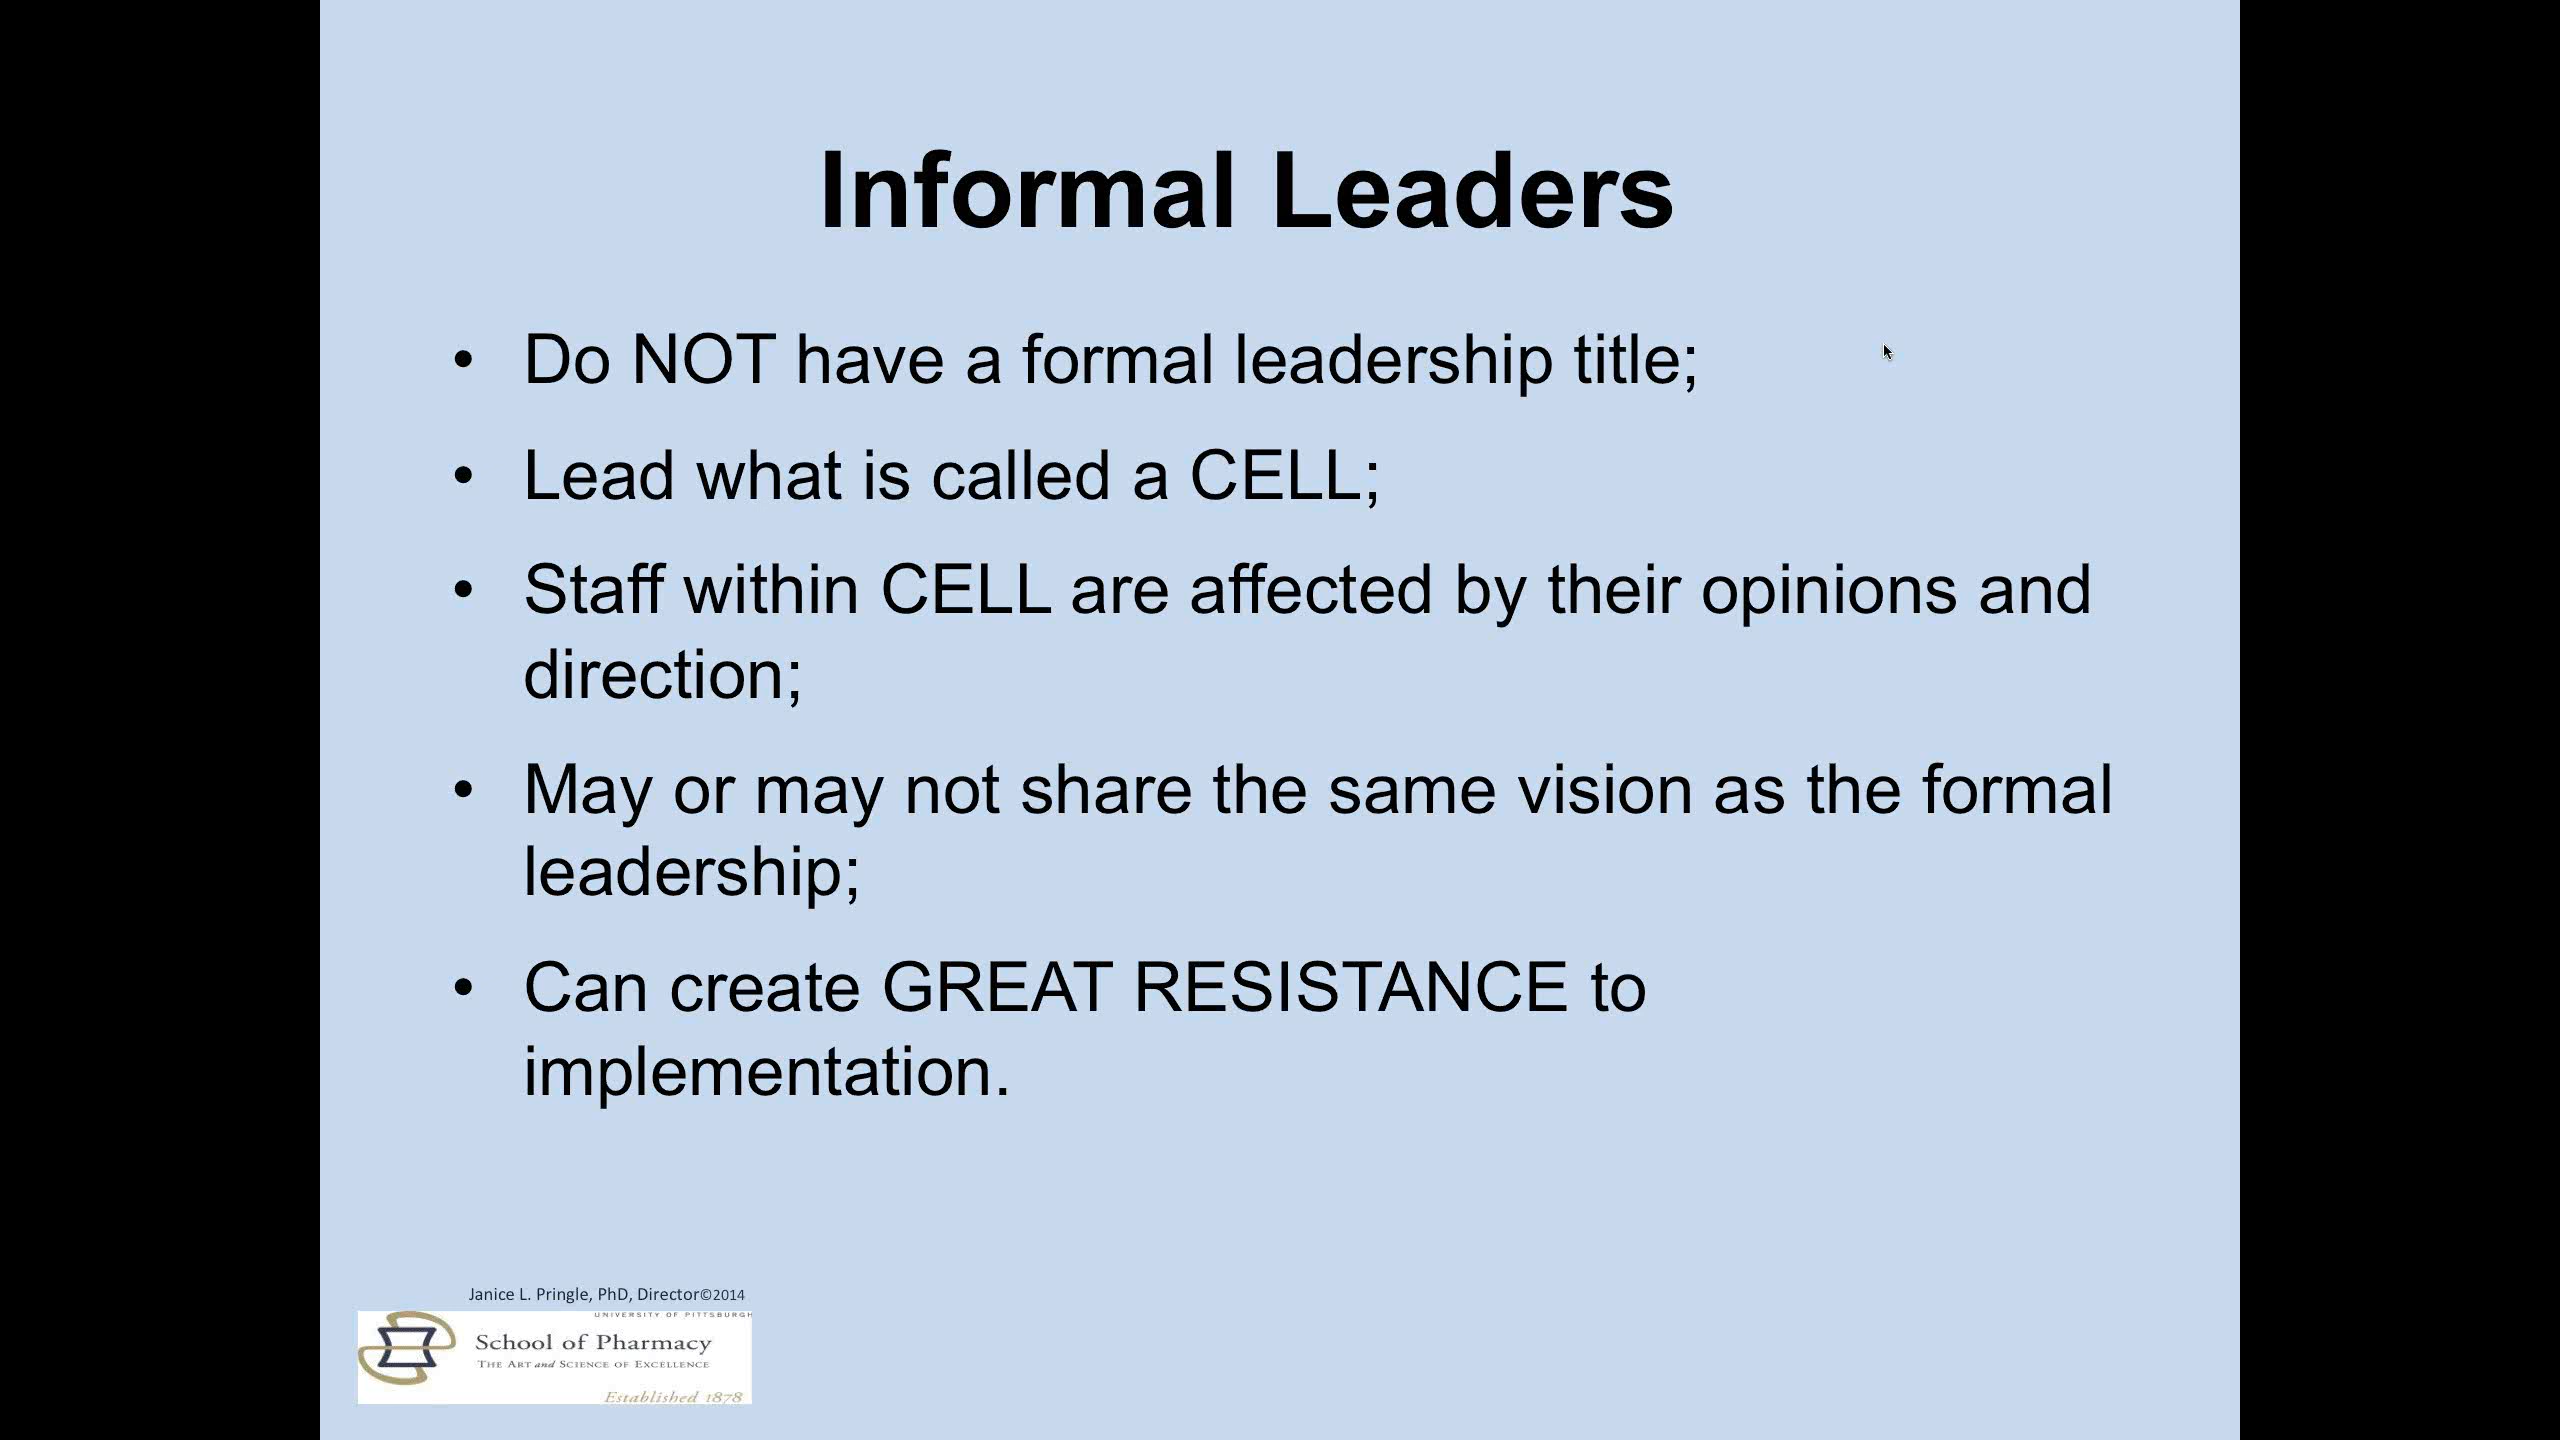 Informal Leaders
• Do NOT have a formal leadership title;
• Lead what is called a CELL;
• Staff within CELL are affected by their opinions and
direction;
• May or may not share the same vision as the formal
leadership;
• Can create GREAT RESISTANCE to
implementation.
Janice L. Pringle, PhD, Director©2014
UNIVERSITY OF PITTSBURGH
School of Pharmacy
THE ART and SCIENCE OF EXCELLENCE
Established 1878